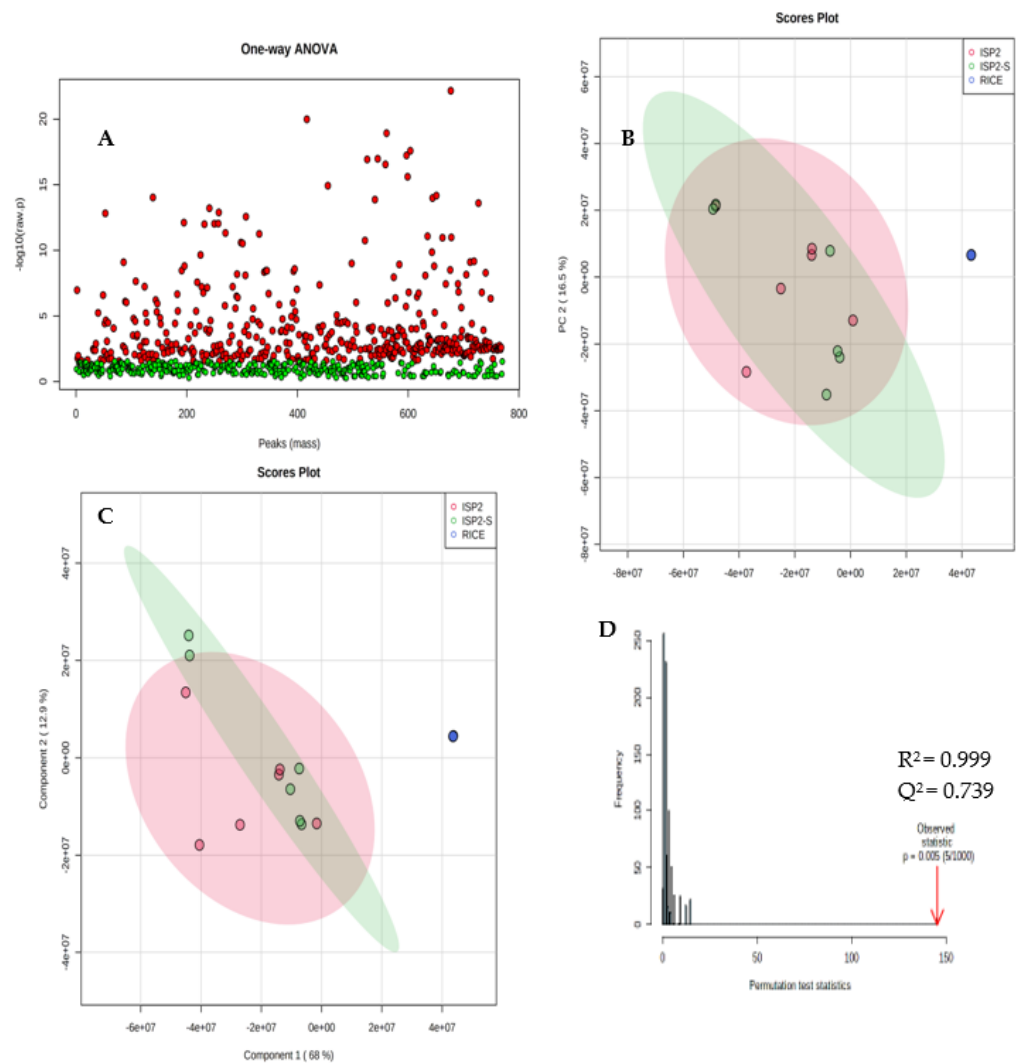 One-way ANOVA
A
-log10(raw.p)
20
15
10
5
0
0 200 400 600 800
Peaks (mass)
Scores Plot
B
ISP2
ISP2-S
RICE
PC 2 ( 16.5 %)
6e+07
4e+07
2e+07
0e+00
-2e+07
-4e+07
-6e+07
-8e+07
-8e+07 -6e+07 -4e+07 -2e+07 0e+00 2e+07 4e+07
Scores Plot
C
ISP2
ISP2-S
RICE
Component 2 ( 12.9 %)
4e+07
2e+07
0e+00
-2e+07
-4e+07
-6e+07 -4e+07 -2e+07 0e+00 2e+07 4e+07
Component 1 ( 68 %)
D
Frequency
250
200
150
100
50
0
R² = 0.999
Q² = 0.739
Observed
statistic
p = 0.005 (5/1000)
0 50 100 150
Permutation test statistics